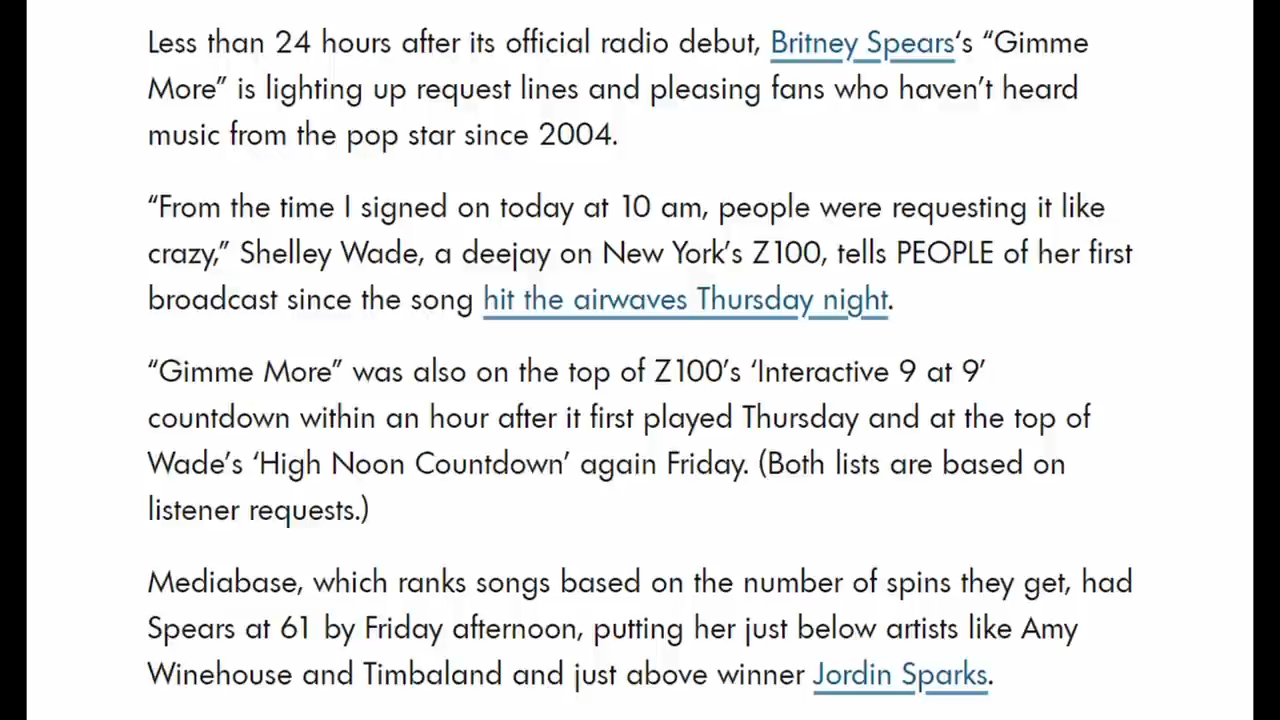 Less than 24 hours after its official radio debut, Britney Spears‘s “Gimme
More” is lighting up request lines and pleasing fans who haven’t heard
music from the pop star since 2004.
“From the time I signed on today at 10 am, people were requesting it like
crazy,” Shelley Wade, a deejay on New York’s Z100, tells PEOPLE of her first
broadcast since the song hit the airwaves Thursday night.
“Gimme More” was also on the top of Z100’s ‘Interactive 9 at 9’
countdown within an hour after it first played Thursday and at the top of
Wade’s ‘High Noon Countdown’ again Friday. (Both lists are based on
listener requests.)
Mediabase, which ranks songs based on the number of spins they get, had
Spears at 61 by Friday afternoon, putting her just below artists like Amy
Winehouse and Timbaland and just above winner Jordin Sparks.